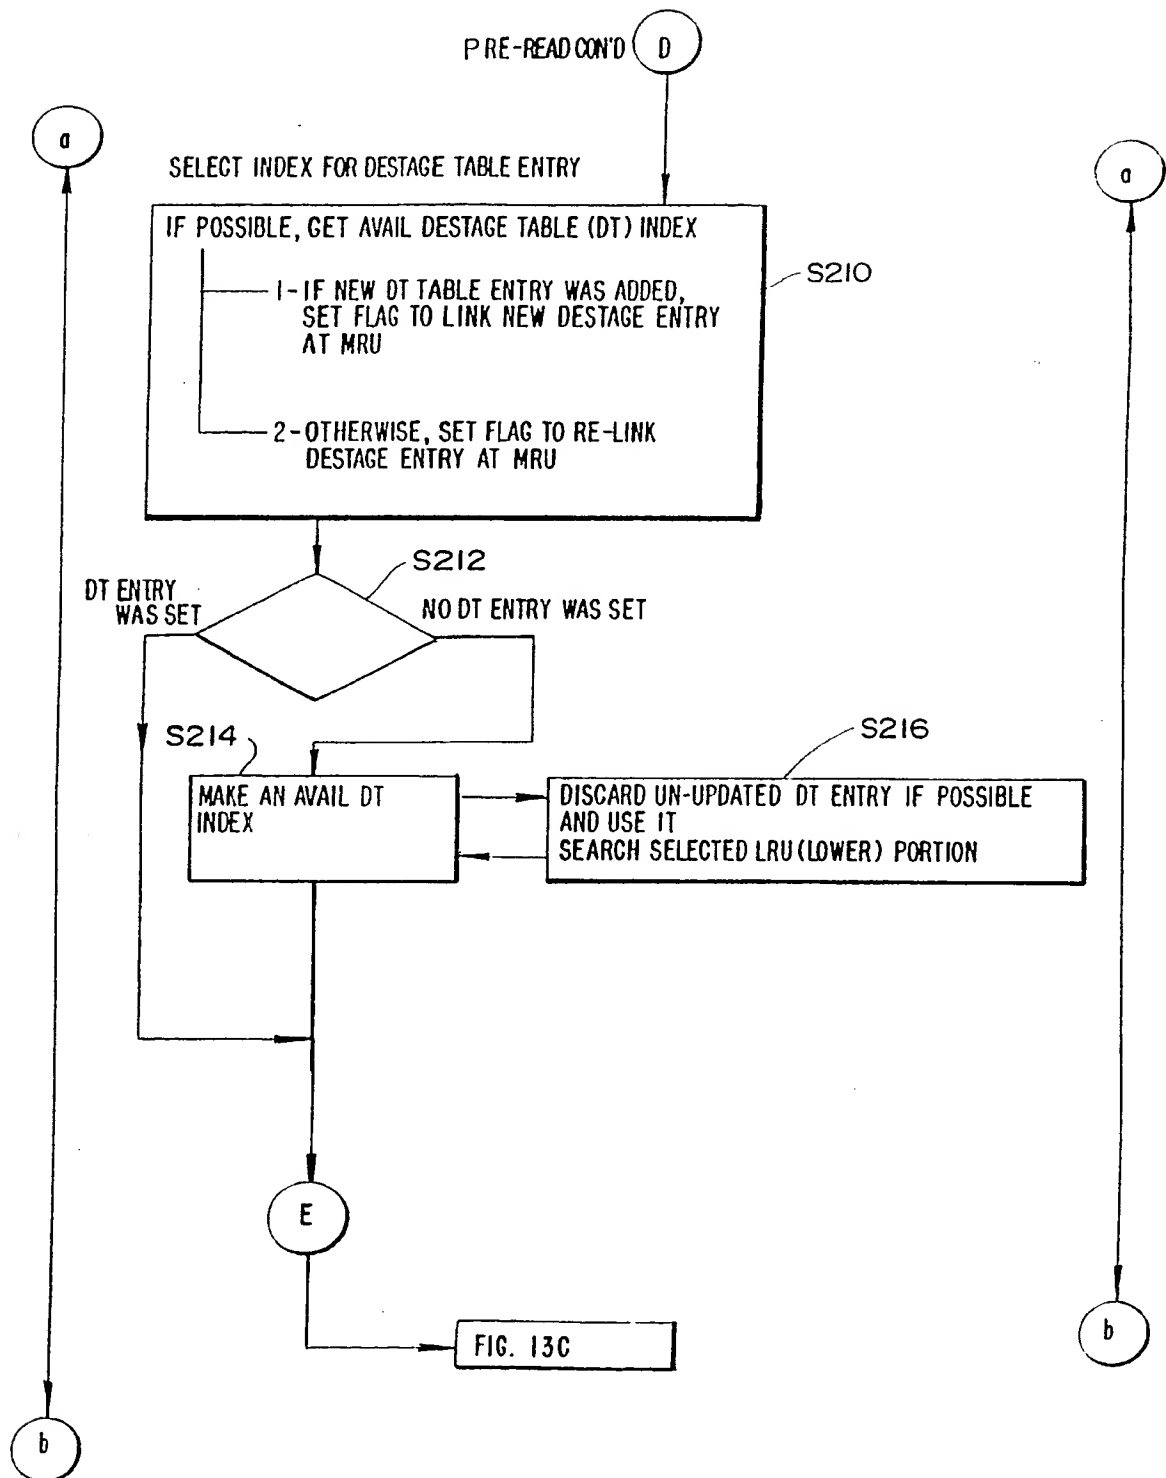 PRE-READ CON'D D
a
a
SELECT INDEX FOR DESTAGE TABLE ENTRY
IF POSSIBLE, GET AVAIL DESTAGE TABLE (DT) INDEX
1-IF NEW DT TABLE ENTRY WAS ADDED,
SET FLAG TO LINK NEW DESTAGE ENTRY
AT MRU
S210
2-OTHERWISE, SET FLAG TO RE-LINK
DESTAGE ENTRY AT MRU
S212
DT ENTRY
WAS SET
NO DT ENTRY WAS SET
S214
S216
MAKE AN AVAIL DT
INDEX
DISCARD UN-UPDATED DT ENTRY IF POSSIBLE
AND USE IT
SEARCH SELECTED LRU (LOWER) PORTION
E
FIG. 13C
b
b